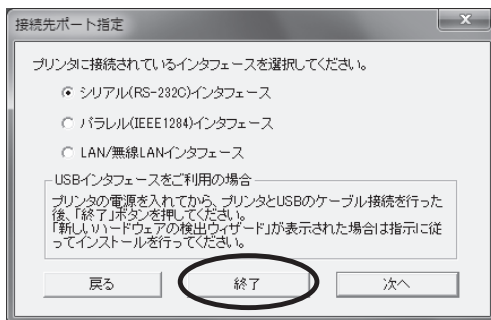 接続先ポート指定
プリンタに接続されているインタフェースを選択してください。
シリアル(RS-232C)インタフェース
パラレル(IEEE1284)インタフェース
LAN/無線LANインタフェース
USBインタフェースをご利用の場合
プリンタの電源を入れてから、プリンタとUSBのケーブル接続を行った
後、「終了」ボタンを押してください。
「新しいハードウェアの検出ウィザード」が表示された場合は指示に従
ってインストールを行ってください。
戻る
終了
次へ